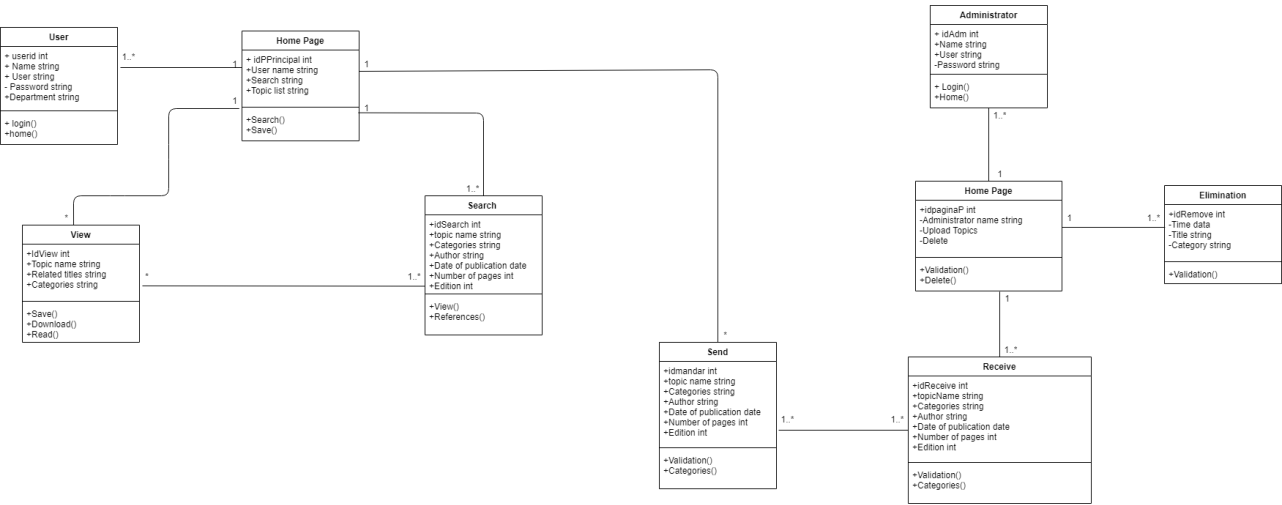 User
+ userid int
+ Name string
+ User string
- Password string
+Department string
+ login()
+home()
1..*
1
Home Page
+ idPPrincipal int
+User name string
+Search string
+Topic list string
+Search()
+Save()
1
1
1
1..*
*
View
+IdView int
+Topic name string
+Related titles string
+Categories string
+Save()
+Download()
+Read()
*
1..*
Search
+idSearch int
+topic name string
+Categories string
+Author string
+Date of publication date
+Number of pages int
+Edition int
+View()
+References()
*
Send
+idmandar int
+topic name string
+Categories string
+Author string
+Date of publication date
+Number of pages int
+Edition int
+Validation()
+Categories()
1..*
1..*
Administrator
+ idAdm int
+Name string
+User string
-Password string
+ Login()
+Home()
1..*
1
Home Page
+idpaginaP int
-Administrator name string
-Upload Topics
-Delete
+Validation()
+Delete()
1
1..*
Elimination
+idRemove int
-Time data
-Title string
-Category string
+Validation()
1
1..*
Receive
+idReceive int
+topicName string
+Categories string
+Author string
+Date of publication date
+Number of pages int
+Edition int
+Validation()
+Categories()